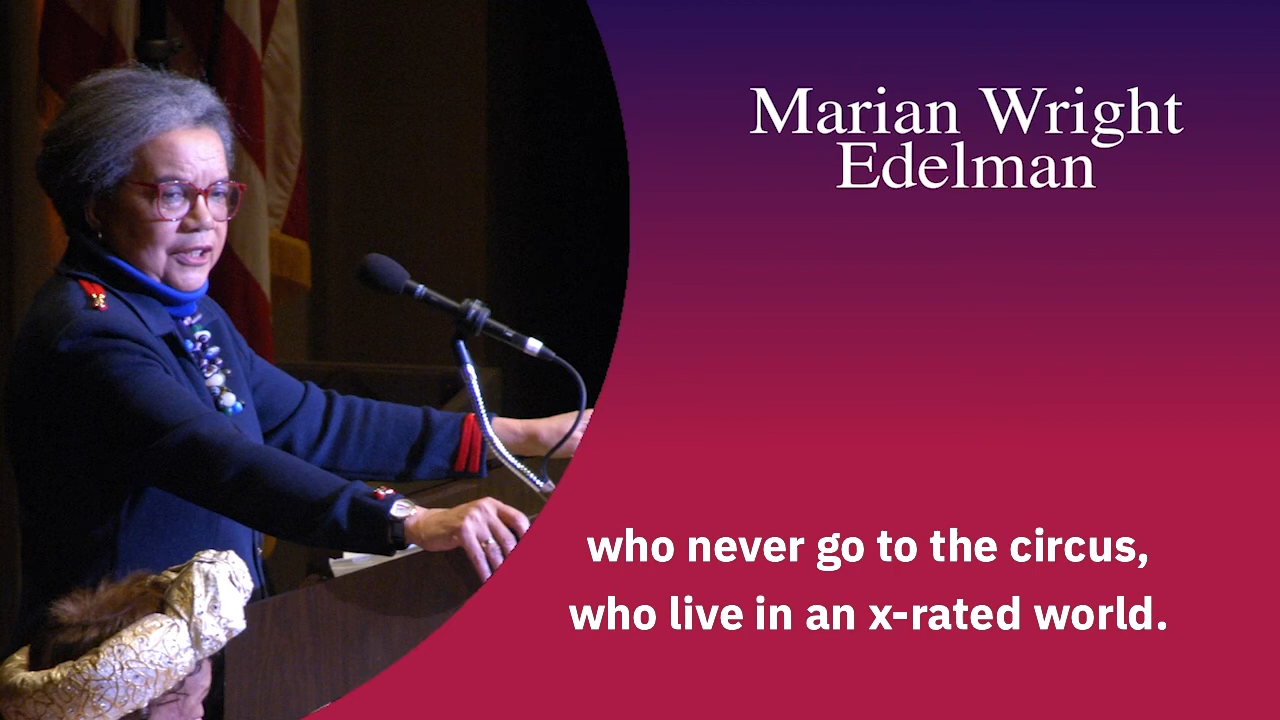 Marian Wright
Edelman
who never go to the circus,
who live in an x-rated world.